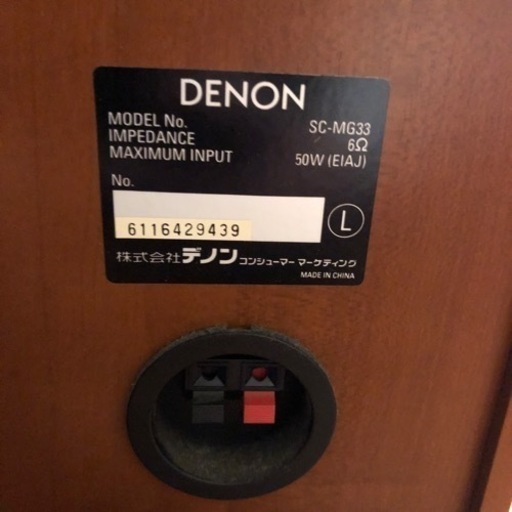 DENON
MODEL No. SC-MG33
IMPEDANCE 6Ω
MAXIMUM INPUT 50W (EIAJ)
No.
6116429439
L
株式会社デノン コンシューマー マーケティング
MADE IN CHINA